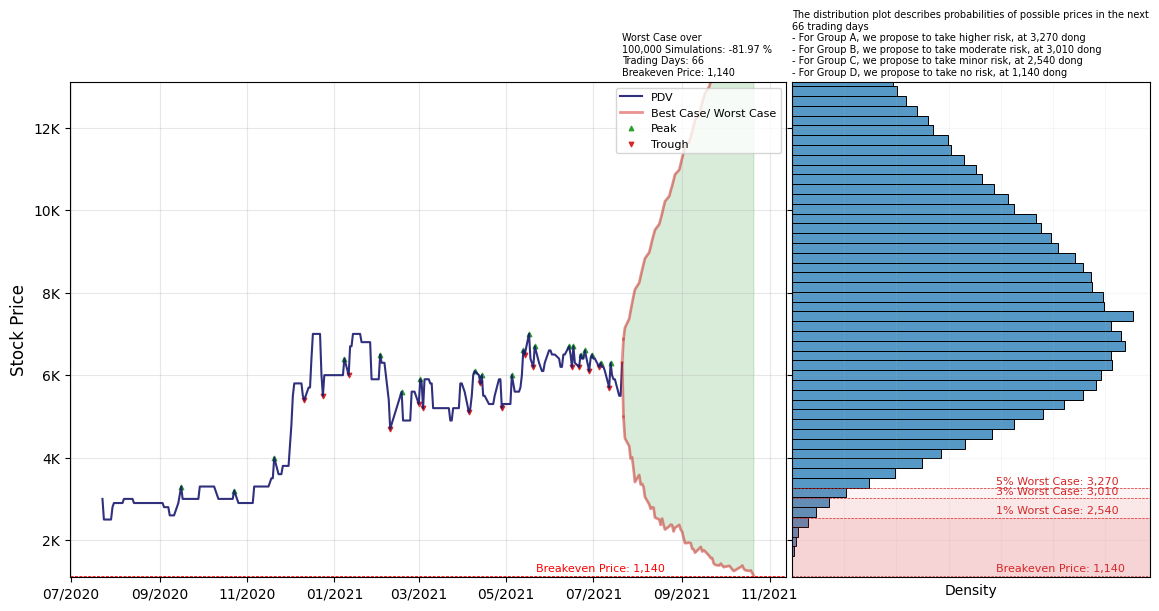 The distribution plot describes probabilities of possible prices in the next
66 trading days
- For Group A, we propose to take higher risk, at 3,270 dong
- For Group B, we propose to take moderate risk, at 3,010 dong
- For Group C, we propose to take minor risk, at 2,540 dong
- For Group D, we propose to take no risk, at 1,140 dong
Worst Case over
100,000 Simulations: -81.97 %
Trading Days: 66
Breakeven Price: 1,140
PDV
Best Case/ Worst Case
Peak
Trough
Stock Price
12K
10K
8K
6K
4K
2K
Breakeven Price: 1,140
07/2020
09/2020
11/2020
01/2021
03/2021
05/2021
07/2021
09/2021
11/2021
5% Worst Case: 3,270
3% Worst Case: 3,010
1% Worst Case: 2,540
Breakeven Price: 1,140
Density